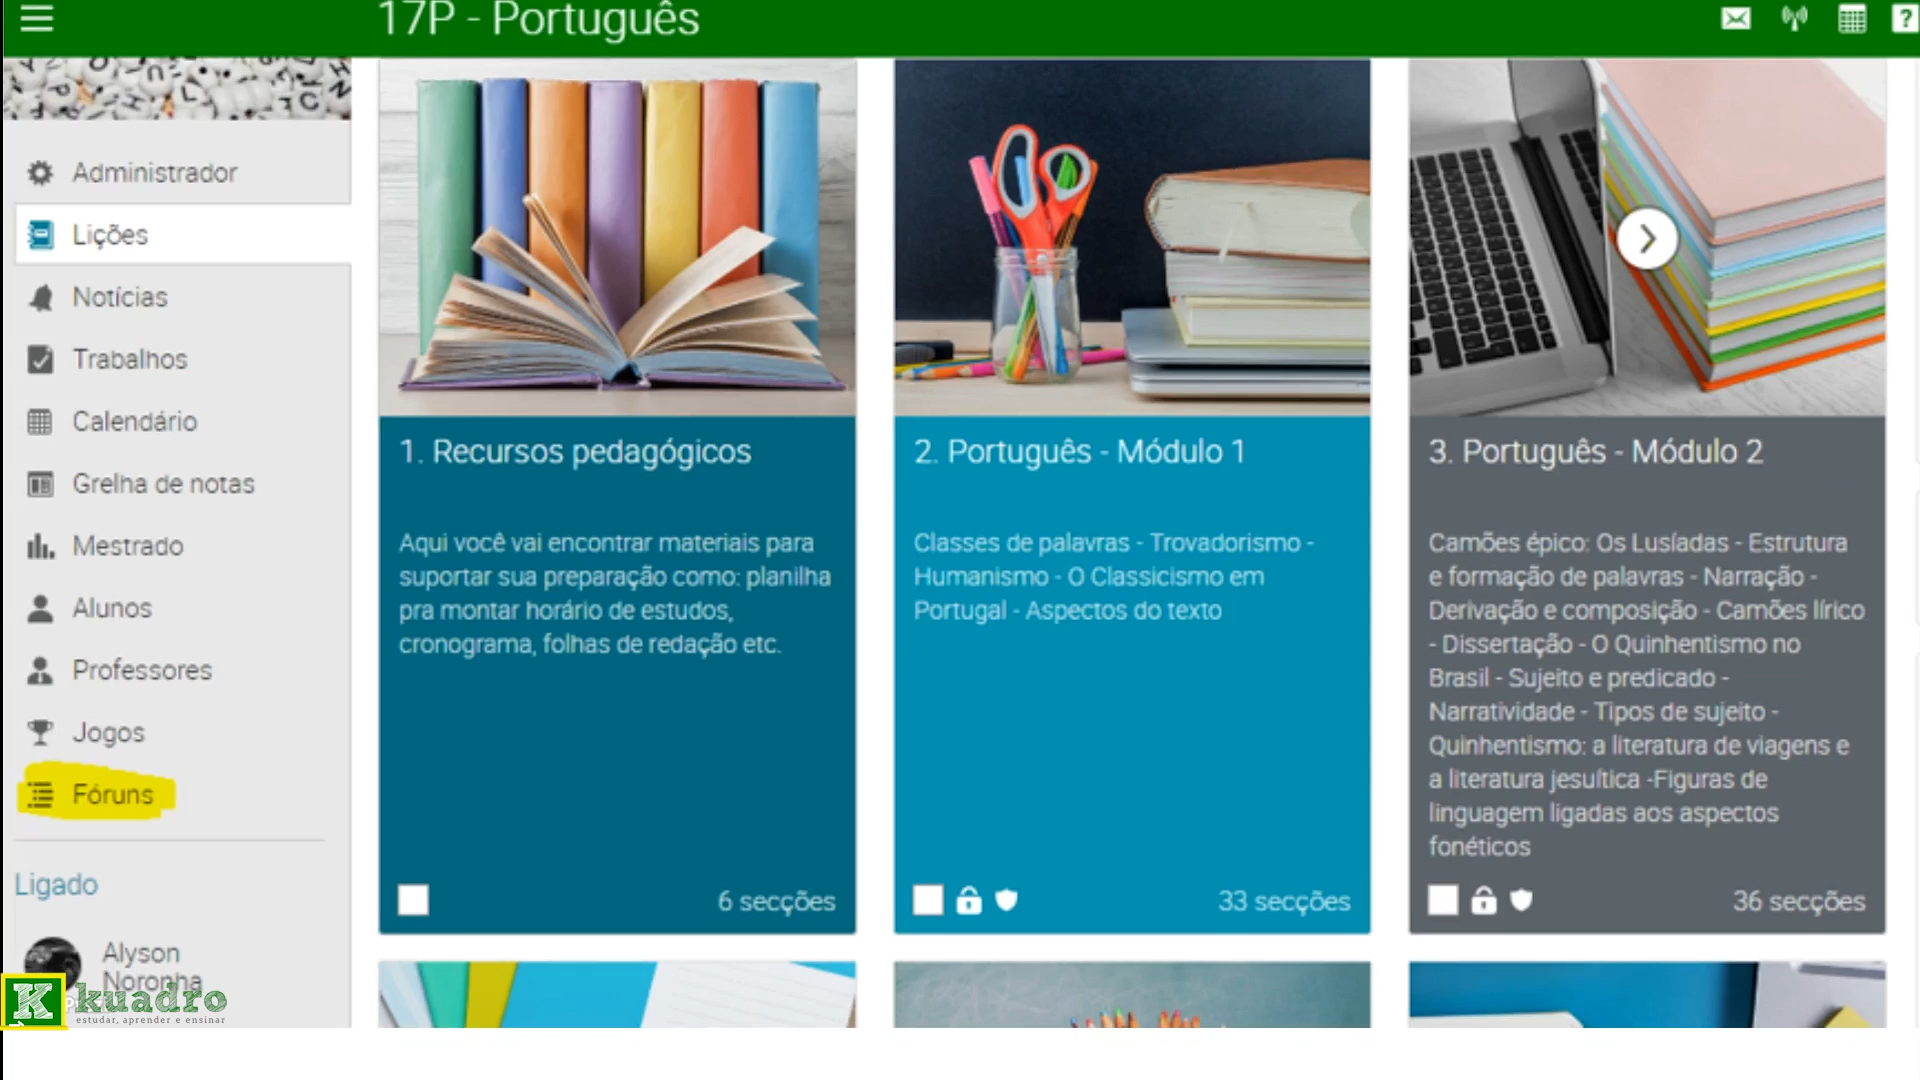 17P - Português
?
Administrador
Lições
Notícias
Trabalhos
Calendário
Grelha de notas
Mestrado
Alunos
Professores
Jogos
Fóruns
Ligado
Alyson
Noronha
K kuadro
estudar, aprender e ensinar
1. Recursos pedagógicos
Aqui você vai encontrar materiais para
suportar sua preparação como: planilha
pra montar horário de estudos,
cronograma, folhas de redação etc.
6 secções
2. Português - Módulo 1
Classes de palavras - Trovadorismo -
Humanismo - O Classicismo em
Portugal - Aspectos do texto
33 secções
3. Português - Módulo 2
Camões épico: Os Lusíadas - Estrutura
e formação de palavras - Narração -
Derivação e composição - Camões lírico
- Dissertação - O Quinhentismo no
Brasil - Sujeito e predicado -
Narratividade - Tipos de sujeito -
Quinhentismo: a literatura de viagens e
a literatura jesuítica -Figuras de
linguagem ligadas aos aspectos
fonéticos
36 secções